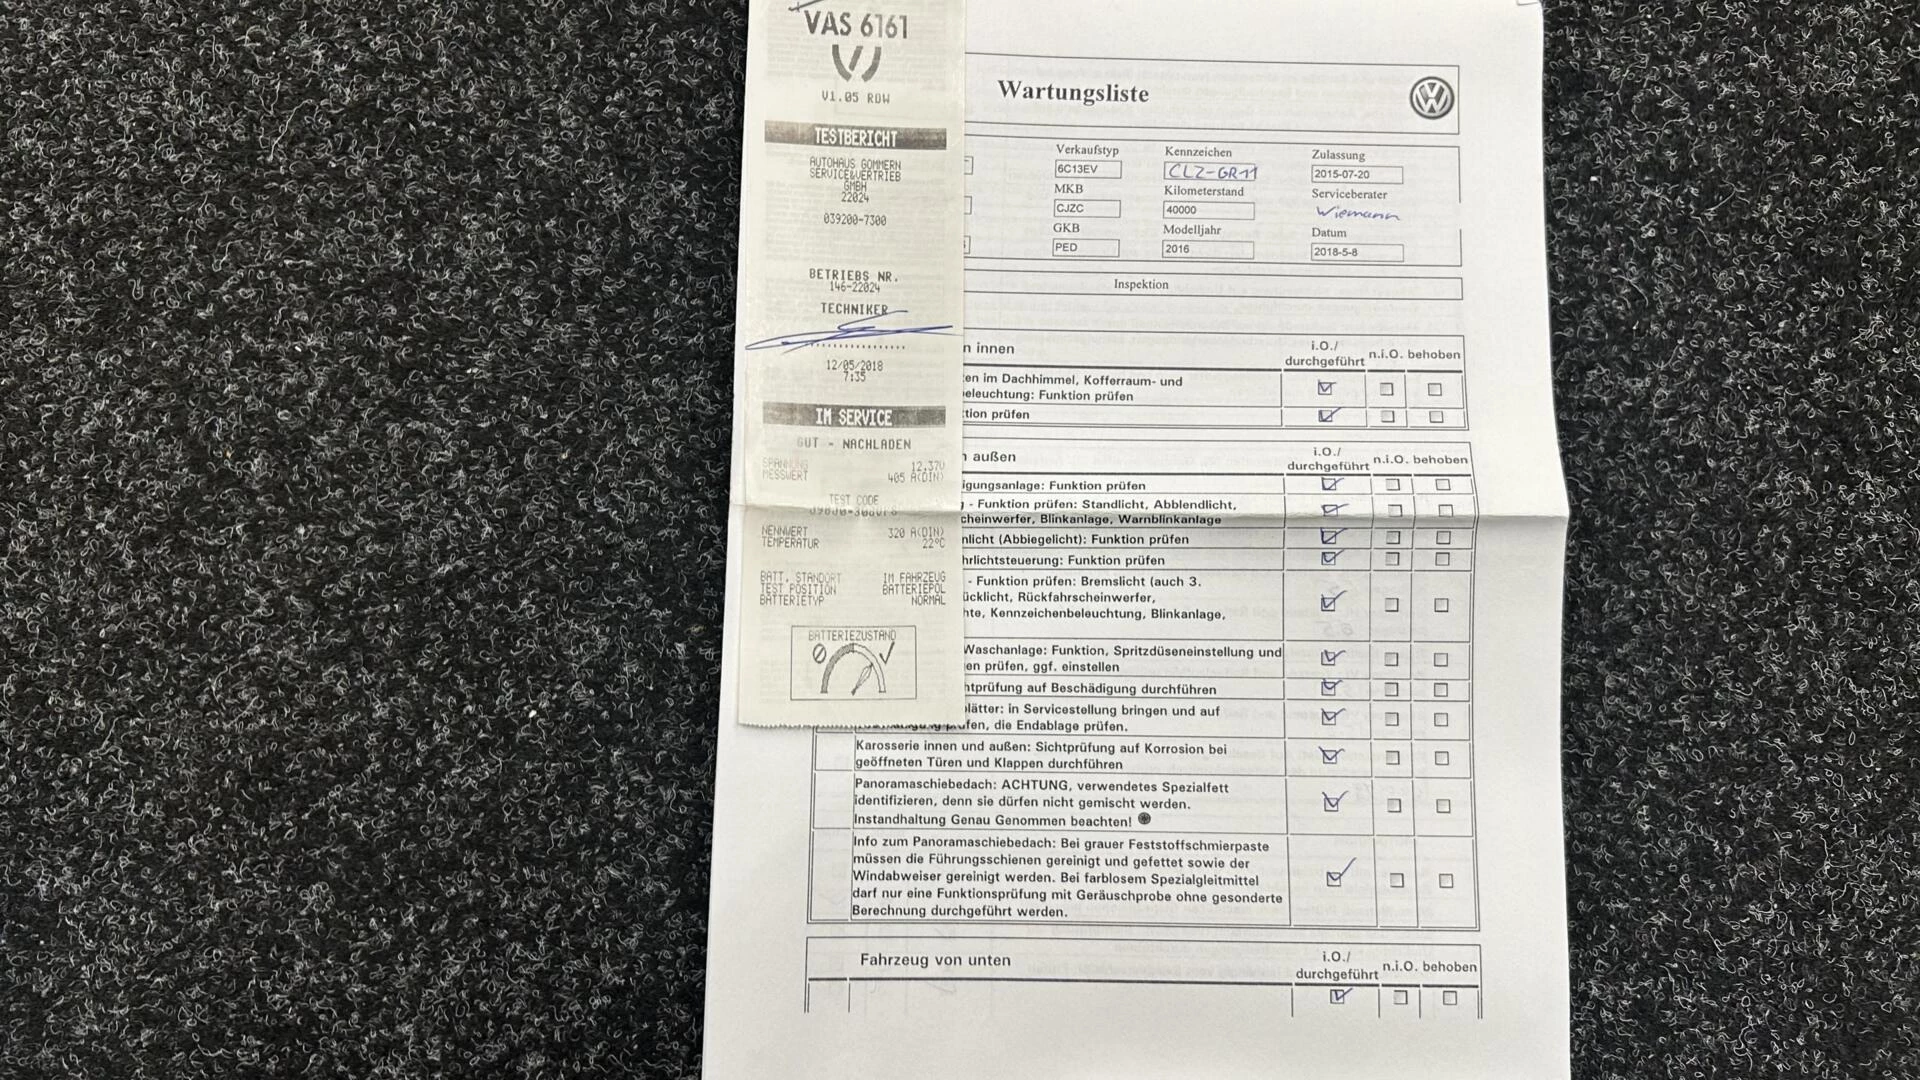 VAS 6161
V1.05 RDW
TESTBERICHT
AUTOHAUS GOMMERN
SERVICE&VERTRIEB
GMBH
22024
039200-7300
BETRIEBS NR.
146-22024
TECHNIKER
12/05/2018
7:35
IM SERVICE
GUT - NACHLADEN
SPANNUNG 12.37V
MESSWERT 405 A(DIN)
TEST CODE
NENNWERT 320 A(DIN)
TEMPERATUR 22°C
BATT. STANDORT IM FAHRZEUG
TEST POSITION BATTERIEPOL
BATTERIETYP NORMAL
BATTERIEZUSTAND
Wartungsliste
Verkaufstyp Kennzeichen Zulassung
6C13EV CLZ-GR11 2015-07-20
MKB Kilometerstand Serviceberater
CJZC 40000 Wiemann
GKB Modelljahr Datum
PED 2016 2018-5-8
Inspektion
n innen i.O./ durchgeführt n.i.O. behoben
en im Dachhimmel, Kofferraum- und
eleuchtung: Funktion prüfen
tion prüfen
n außen i.O./ durchgeführt n.i.O. behoben
igungsanlage: Funktion prüfen
g - Funktion prüfen: Standlicht, Abblendlicht,
cheinwerfer, Blinkanlage, Warnblinkanlage
nlicht (Abbiegelicht): Funktion prüfen
hrlichtsteuerung: Funktion prüfen
- Funktion prüfen: Bremslicht (auch 3.
ücklicht, Rückfahrscheinwerfer,
hte, Kennzeichenbeleuchtung, Blinkanlage,
Waschanlage: Funktion, Spritzdüseneinstellung und
en prüfen, ggf. einstellen
htprüfung auf Beschädigung durchführen
lätter: in Servicestellung bringen und auf
prüfen, die Endablage prüfen.
Karosserie innen und außen: Sichtprüfung auf Korrosion bei
geöffneten Türen und Klappen durchführen
Panoramaschiebedach: ACHTUNG, verwendetes Spezialfett
identifizieren, denn sie dürfen nicht gemischt werden.
Instandhaltung Genau Genommen beachten!
Info zum Panoramaschiebedach: Bei grauer Feststoffschmierpaste
müssen die Führungsschienen gereinigt und gefettet sowie der
Windabweiser gereinigt werden. Bei farblosem Spezialgleitmittel
darf nur eine Funktionsprüfung mit Geräuschprobe ohne gesonderte
Berechnung durchgeführt werden.
Fahrzeug von unten i.O./ durchgeführt n.i.O. behoben